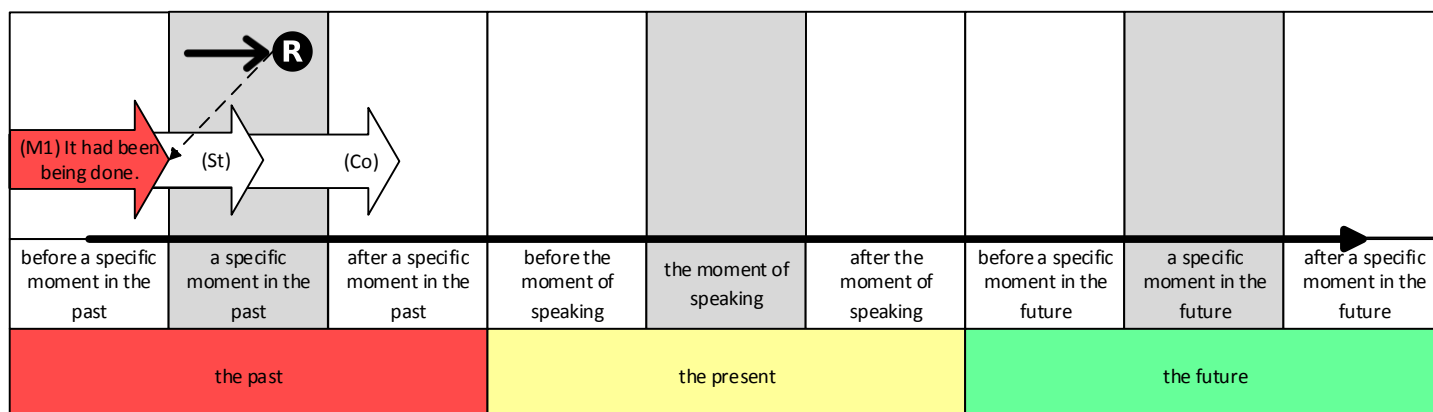 R
(M1) It had been
being done.
(St)
(Co)
before a specific
moment in the
past
a specific
moment in the
past
after a specific
moment in the
past
before the
moment of
speaking
the moment of
speaking
after the
moment of
speaking
before a specific
moment in the
future
a specific
moment in the
future
after a specific
moment in the
future
the past
the present
the future